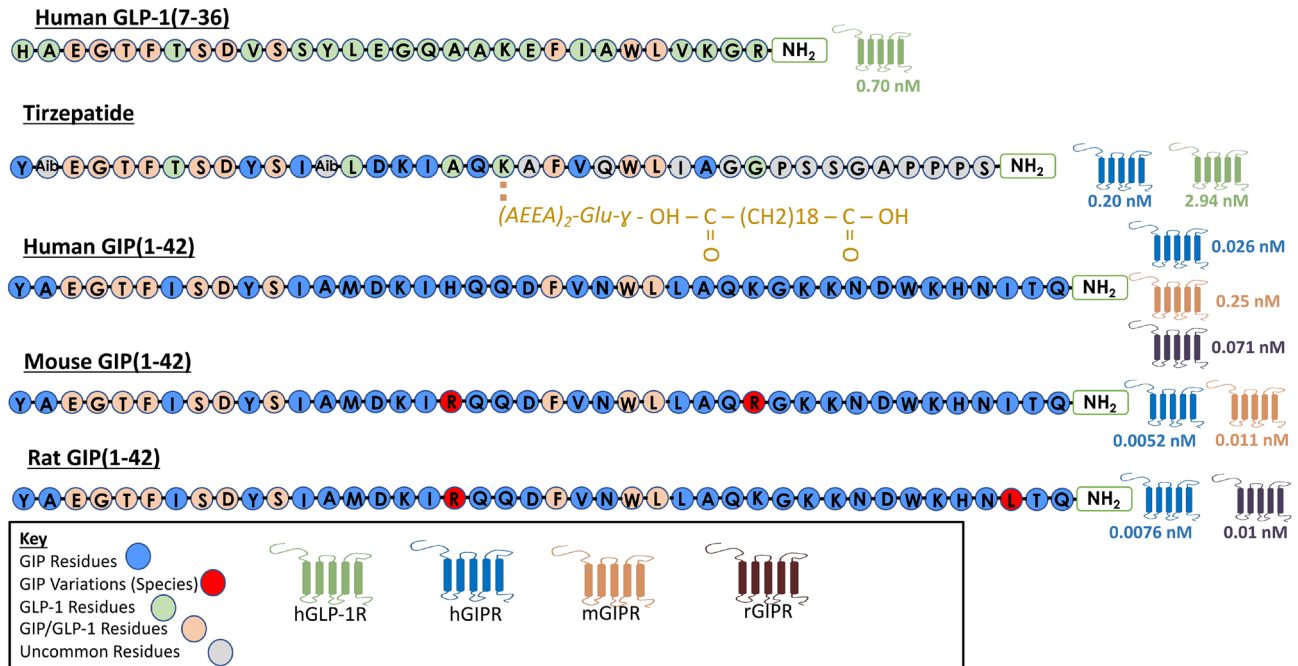 Human GLP-1(7-36)
H A E G T F T S D V S S Y L E G Q A A K E F I A W L V K G R NH2
0.70 nM
Tirzepatide
Y Aib E G T F T S D Y S I Aib L D K I A Q K A F V Q W L I A G G P S S G A P P P S NH2
0.20 nM 2.94 nM
(AEEA)2-Glu-γ - OH – C – (CH2)18 – C – OH
O O
Human GIP(1-42)
0.026 nM
Y A E G T F I S D Y S I A M D K I H Q Q D F V N W L L A Q K G K K N D W K H N I T Q NH2
0.25 nM
0.071 nM
Mouse GIP(1-42)
Y A E G T F I S D Y S I A M D K I R Q Q D F V N W L L A Q R G K K N D W K H N I T Q NH2
0.0052 nM 0.011 nM
Rat GIP(1-42)
Y A E G T F I S D Y S I A M D K I R Q Q D F V N W L L A Q K G K K N D W K H N L T Q NH2
0.0076 nM 0.01 nM
Key
GIP Residues
GIP Variations (Species)
GLP-1 Residues
GIP/GLP-1 Residues
Uncommon Residues
hGLP-1R hGIPR mGIPR rGIPR